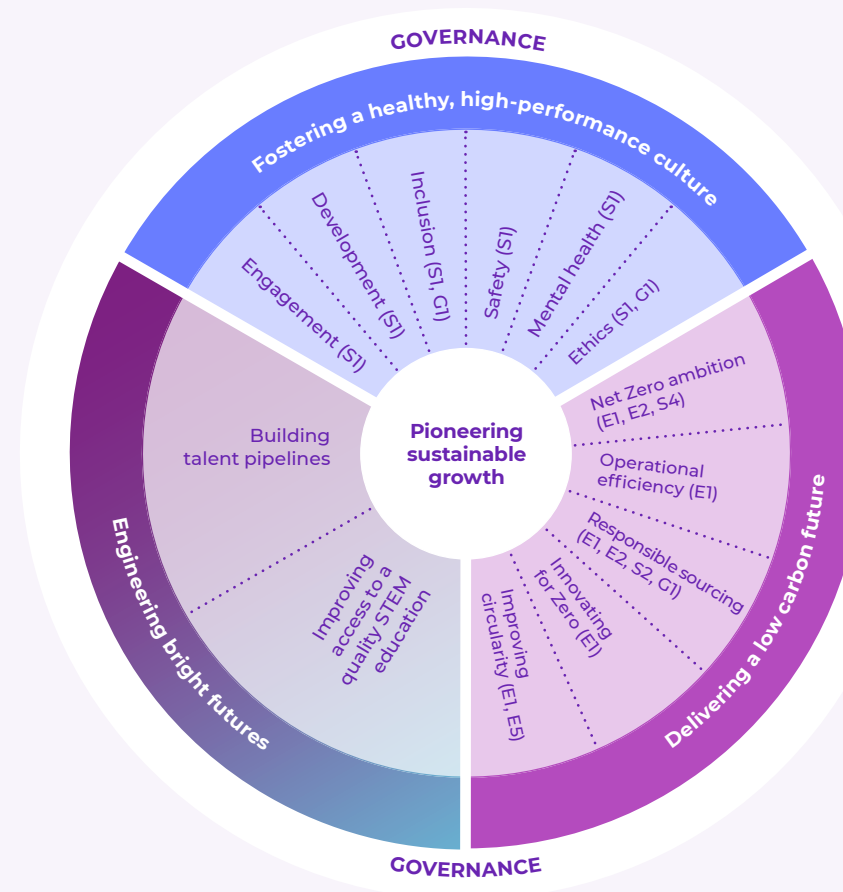 GOVERNANCE
Fostering a healthy, high-performance culture
Engagement (S1)
Development (S1)
Inclusion (S1, G1)
Safety (S1)
Mental health (S1)
Ethics (S1, G1)
Net Zero ambition
(E1, E2, S4)
Operational
efficiency (E1)
Responsible sourcing
(E1, E2, S2, G1)
Innovating
for Zero (E1)
Improving
circularity (E1, E5)
Delivering a low carbon future
Pioneering
sustainable
growth
Building
talent pipelines
Improving
access to a
quality STEM
education
Engineering bright futures
GOVERNANCE